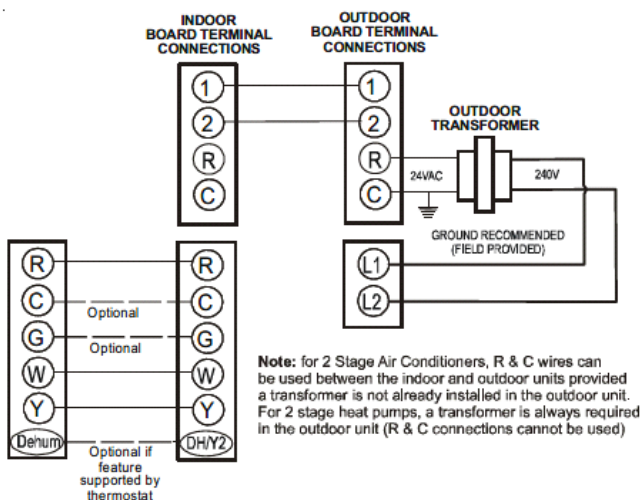 INDOOR
BOARD TERMINAL
CONNECTIONS
OUTDOOR
BOARD TERMINAL
CONNECTIONS
1
2
R
C
1
2
R
C
OUTDOOR
TRANSFORMER
24VAC
240V
GROUND RECOMMENDED
(FIELD PROVIDED)
L1
L2
R
C
G
W
Y
Dehum
Optional
Optional
Optional if
feature
supported by
thermostat
R
C
G
W
Y
DH/Y2
Note: for 2 Stage Air Conditioners, R & C wires can
be used between the indoor and outdoor units provided
a transformer is not already installed in the outdoor unit.
For 2 stage heat pumps, a transformer is always required
in the outdoor unit (R & C connections cannot be used)